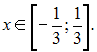 x ∈ [−1/3; 1/3].